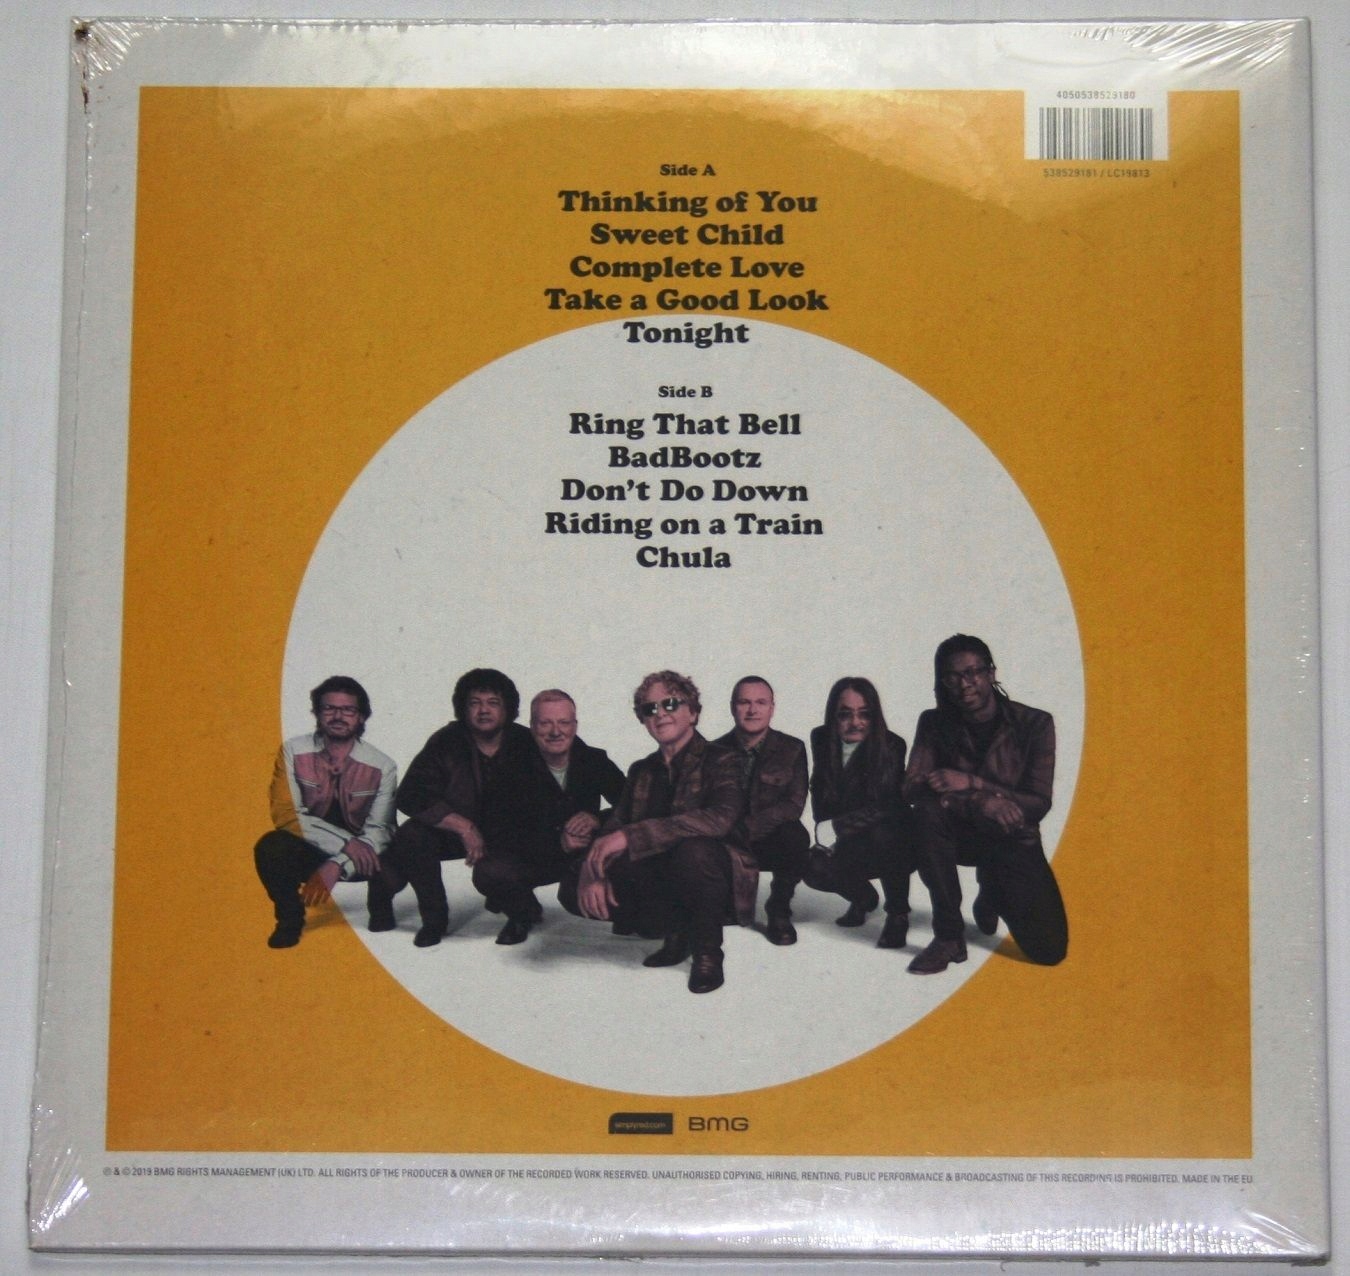 4050538529180
538529181 / LC19813
Side A
Thinking of You
Sweet Child
Complete Love
Take a Good Look
Tonight
Side B
Ring That Bell
BadBootz
Don't Do Down
Riding on a Train
Chula
simplyred.com BMG
℗ & © 2019 BMG RIGHTS MANAGEMENT (UK) LTD. ALL RIGHTS OF THE PRODUCER & OWNER OF THE RECORDED WORK RESERVED. UNAUTHORISED COPYING, HIRING, RENTING, PUBLIC PERFORMANCE & BROADCASTING OF THIS RECORDING IS PROHIBITED. MADE IN THE EU